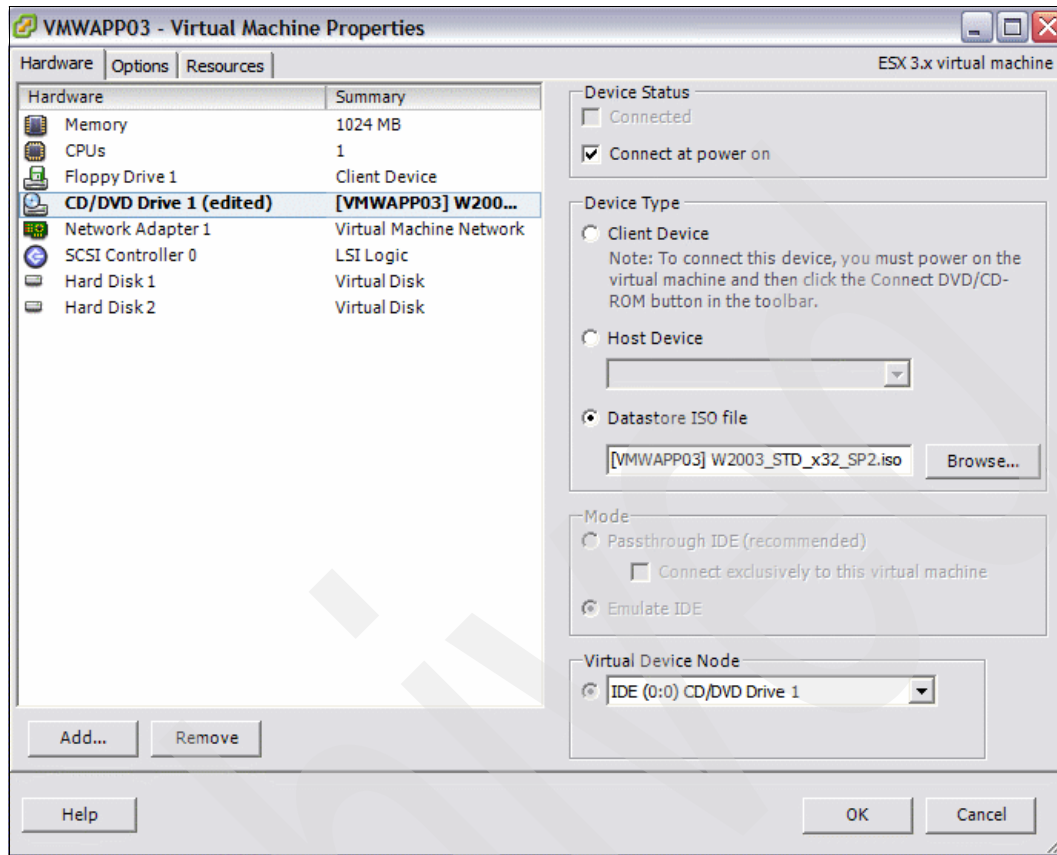 VMWAPP03 - Virtual Machine Properties
Hardware Options Resources ESX 3.x virtual machine
Hardware Summary
Memory 1024 MB
CPUs 1
Floppy Drive 1 Client Device
CD/DVD Drive 1 (edited) [VMWAPP03] W200...
Network Adapter 1 Virtual Machine Network
SCSI Controller 0 LSI Logic
Hard Disk 1 Virtual Disk
Hard Disk 2 Virtual Disk
Add... Remove
Device Status
Connected
Connect at power on
Device Type
Client Device
Note: To connect this device, you must power on the
virtual machine and then click the Connect DVD/CD-
ROM button in the toolbar.
Host Device
Datastore ISO file
[VMWAPP03] W2003_STD_x32_SP2.iso Browse...
Mode
Passthrough IDE (recommended)
Connect exclusively to this virtual machine
Emulate IDE
Virtual Device Node
IDE (0:0) CD/DVD Drive 1
Help OK Cancel